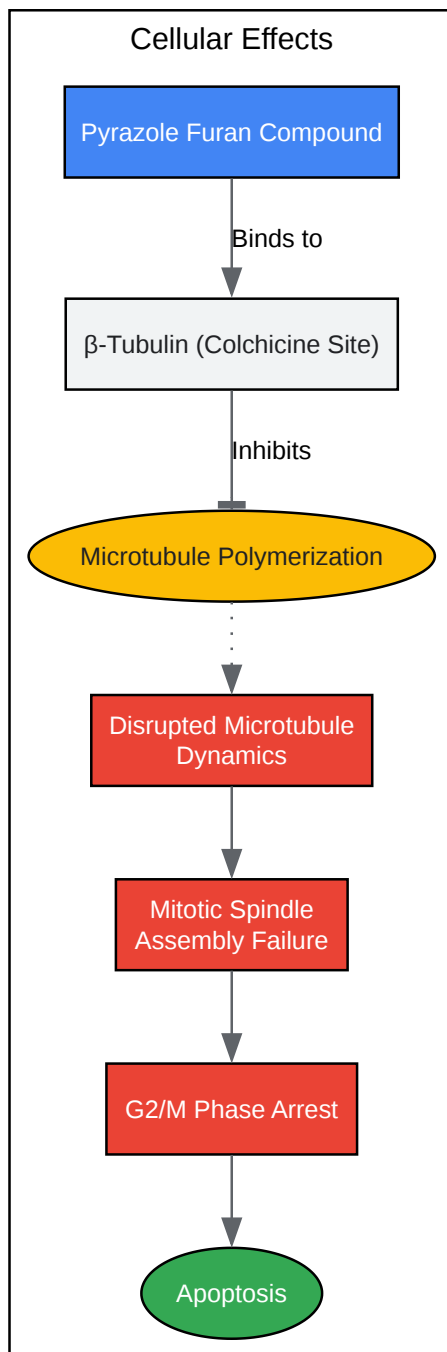 Cellular Effects
Pyrazole Furan Compound
Binds to
β-Tubulin (Colchicine Site)
Inhibits
Microtubule Polymerization
Disrupted Microtubule
Dynamics
Mitotic Spindle
Assembly Failure
G2/M Phase Arrest
Apoptosis